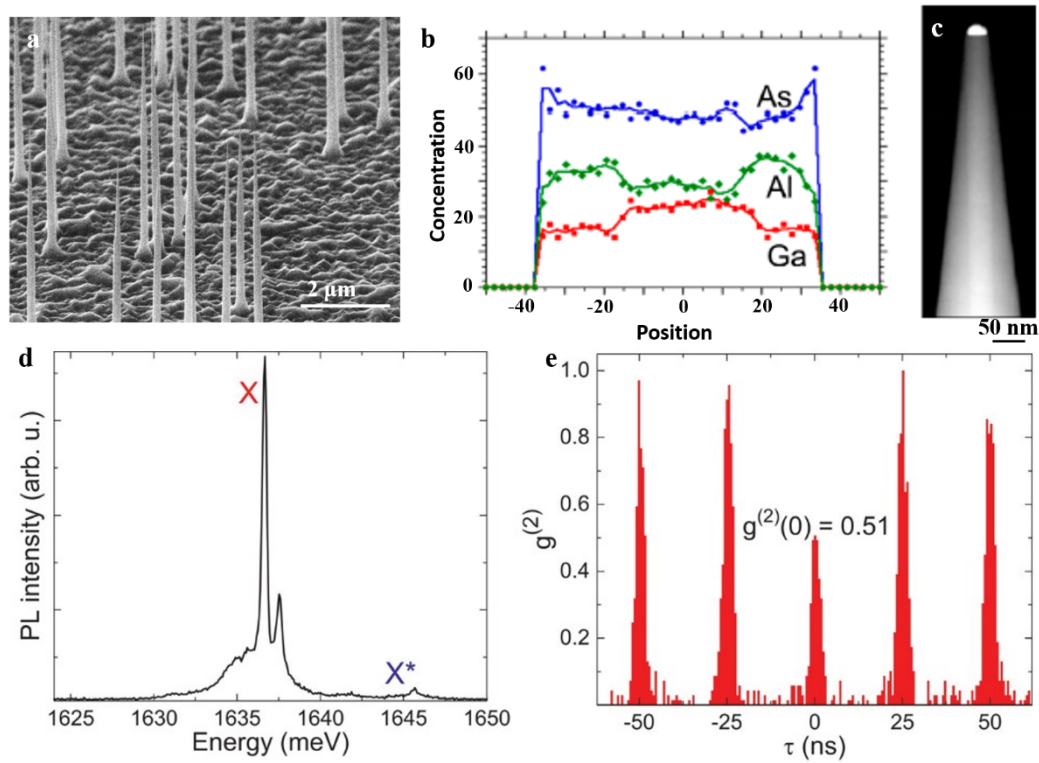 a
2 μm
b
Concentration
60
40
20
0
As
Al
Ga
-40
-20
0
20
40
Position
c
50 nm
d
PL intensity (arb. u.)
X
X*
1625
1630
1635
1640
1645
1650
Energy (meV)
e
g(2)
1.0
0.8
0.6
0.4
0.2
g(2)(0) = 0.51
-50
-25
0
25
50
τ (ns)